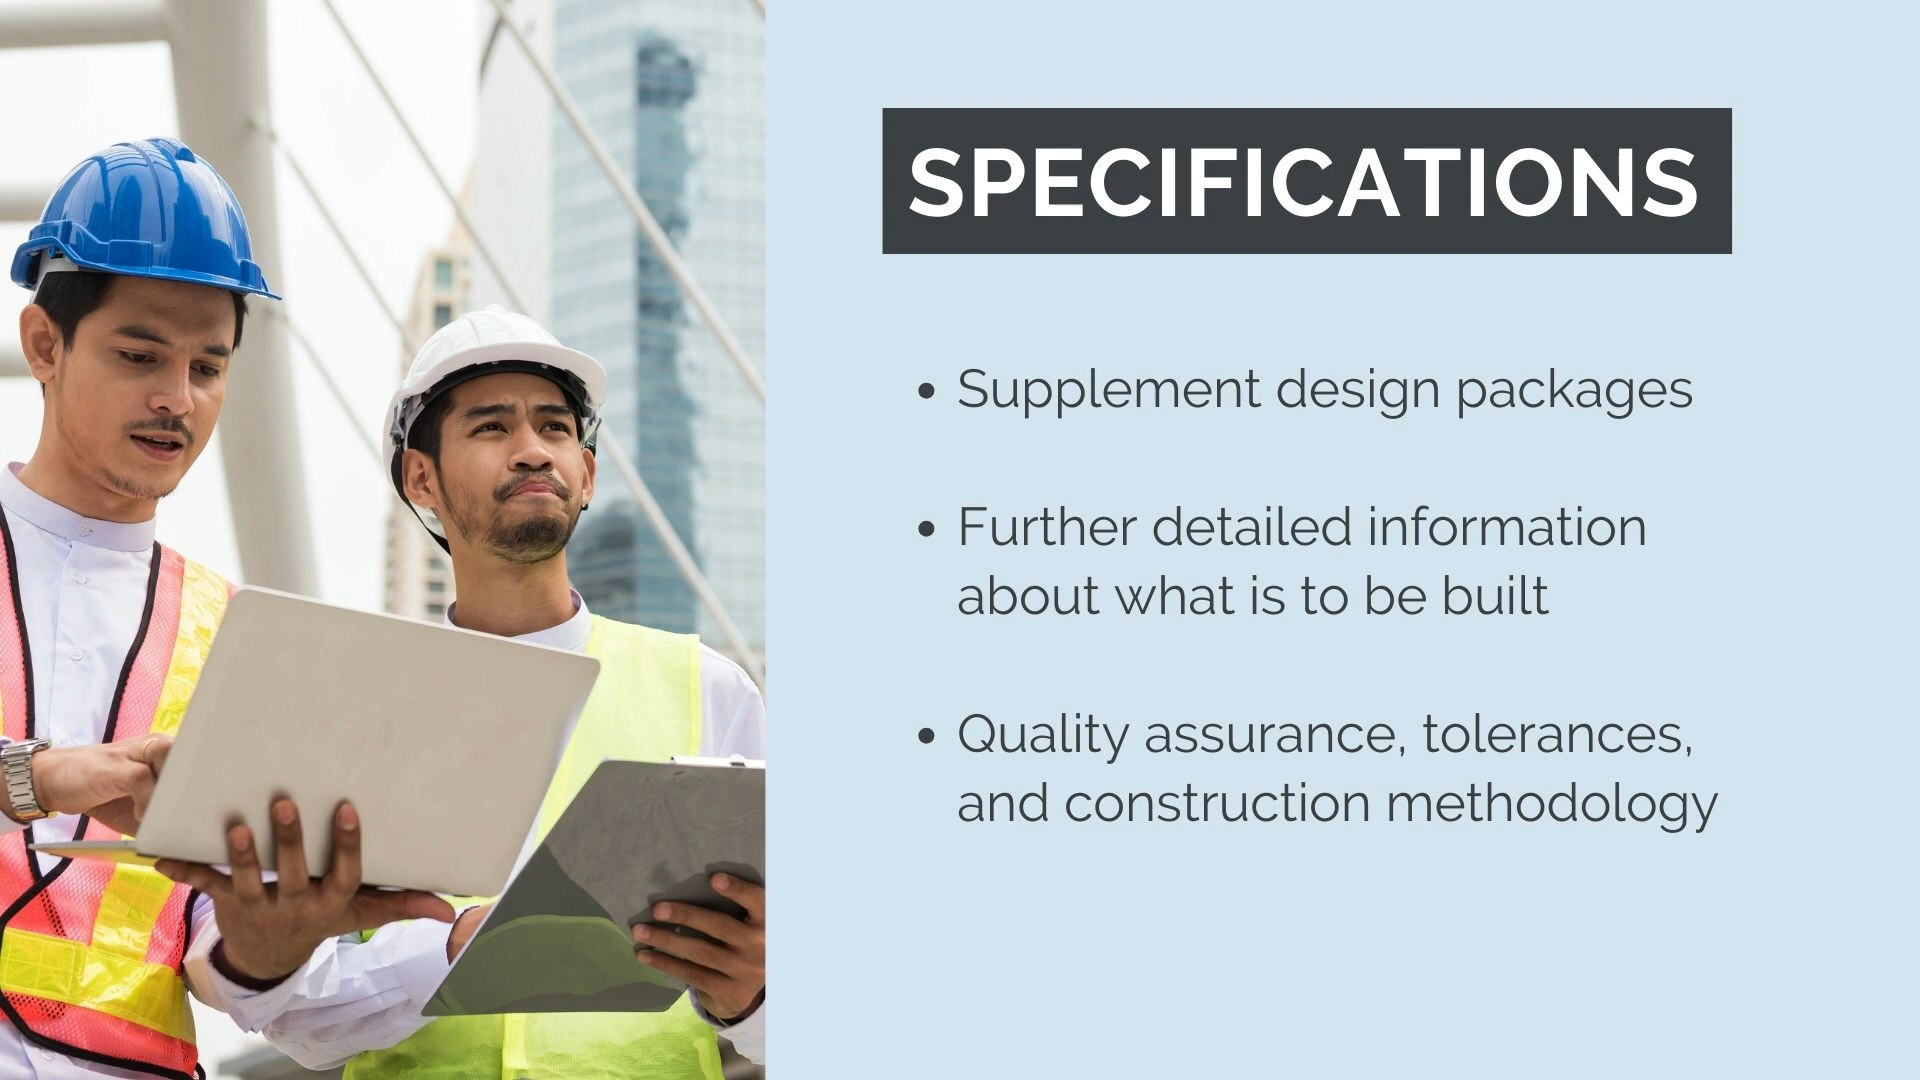 SPECIFICATIONS
• Supplement design packages
• Further detailed information
about what is to be built
• Quality assurance, tolerances,
and construction methodology